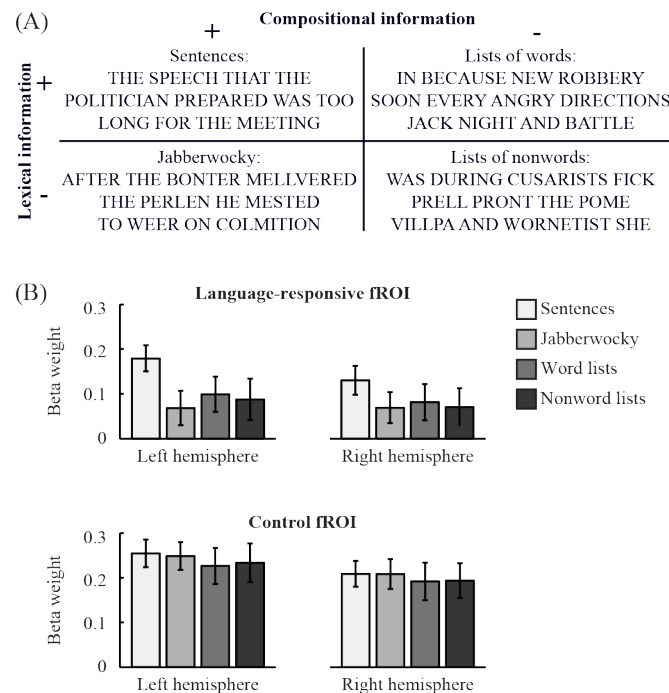 (A)
Compositional information
+ -
Lexical information
+
Sentences:
THE SPEECH THAT THE
POLITICIAN PREPARED WAS TOO
LONG FOR THE MEETING
Lists of words:
IN BECAUSE NEW ROBBERY
SOON EVERY ANGRY DIRECTIONS
JACK NIGHT AND BATTLE
-
Jabberwocky:
AFTER THE BONTER MELLVERED
THE PERLEN HE MESTED
TO WEER ON COLMITION
Lists of nonwords:
WAS DURING CUSARISTS FICK
PRELL PRONT THE POME
VILLPA AND WORNETIST SHE
(B)
Language-responsive fROI
Beta weight
0.3
0.2
0.1
0
Left hemisphere
Right hemisphere
Sentences
Jabberwocky
Word lists
Nonword lists
Control fROI
Beta weight
0.3
0.2
0.1
0
Left hemisphere
Right hemisphere